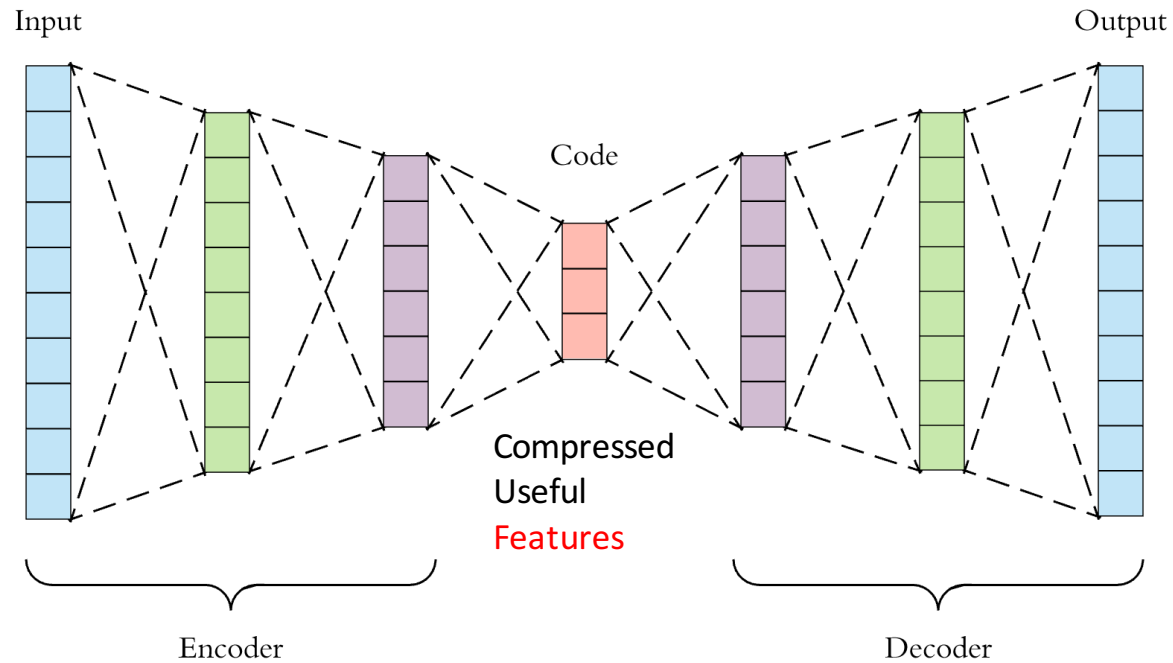 Input
Output
Code
Compressed
Useful
Features
Encoder
Decoder